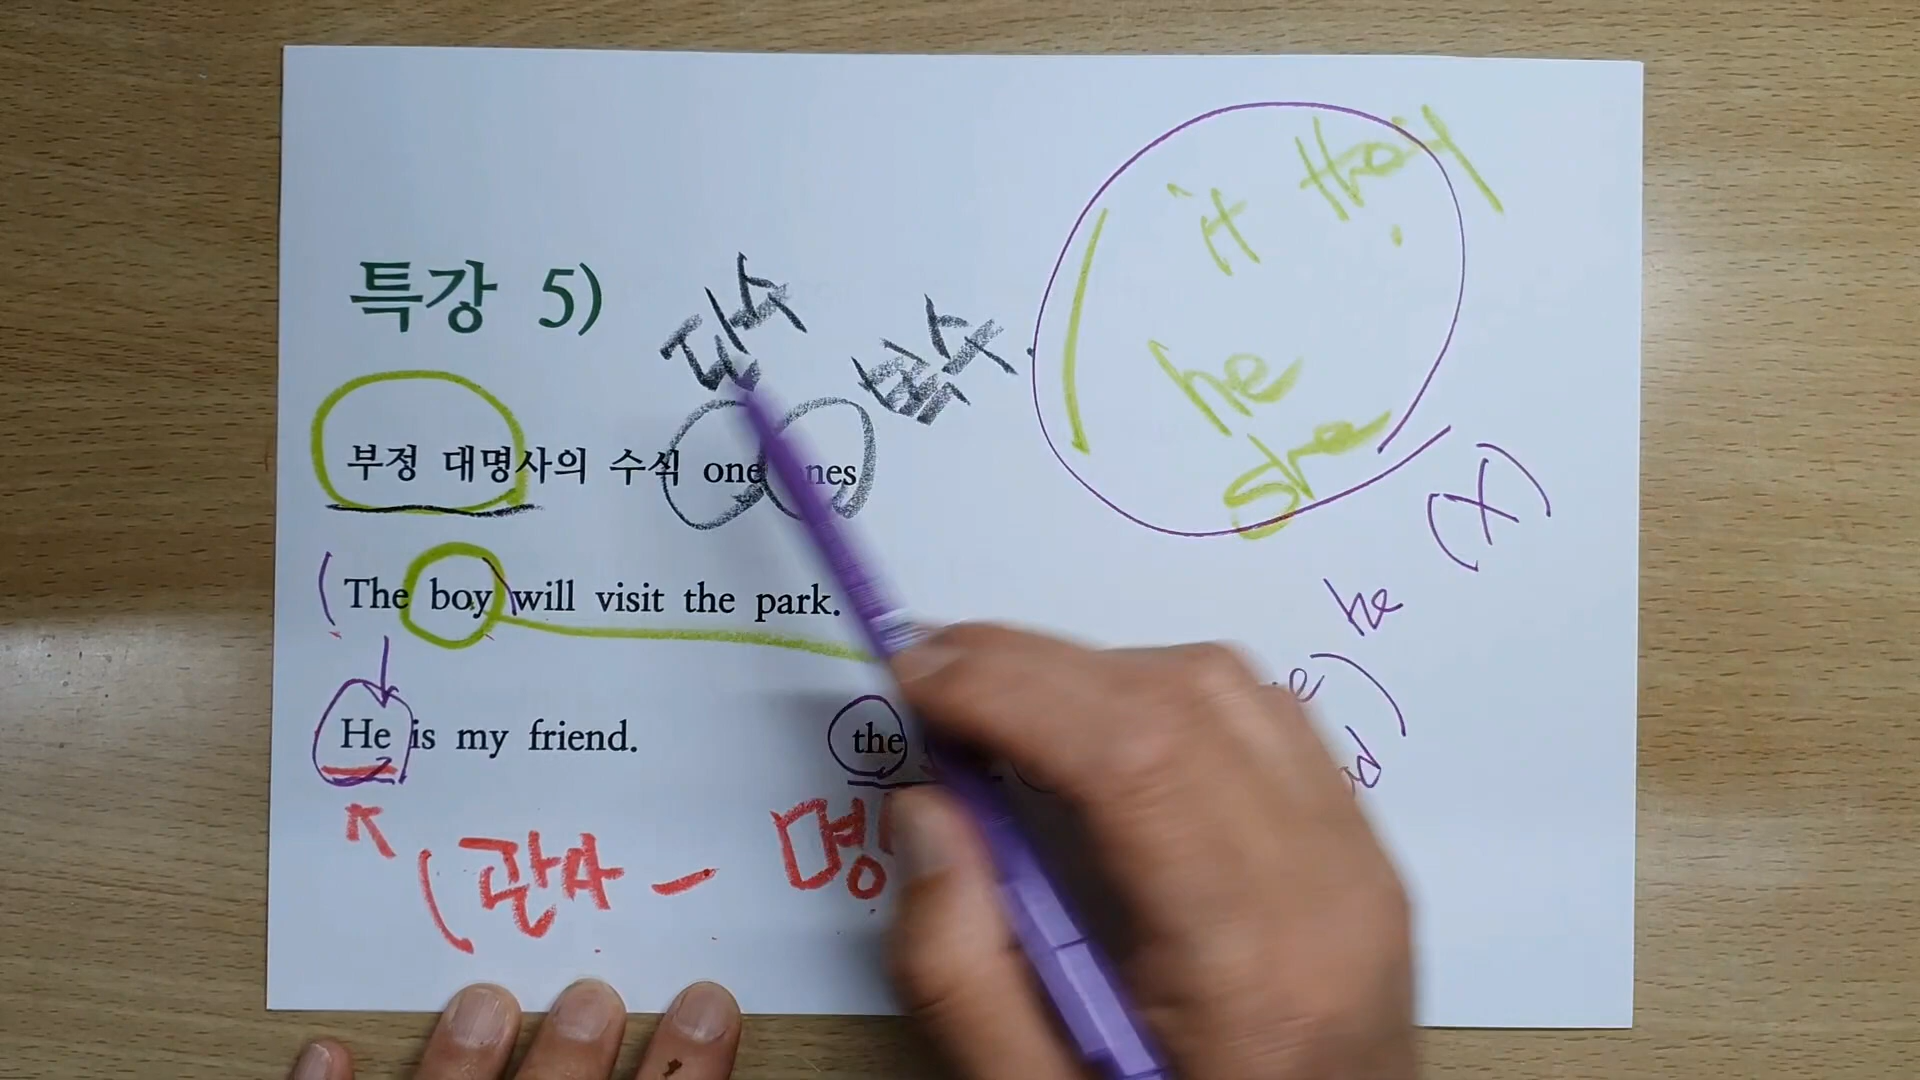 it they
특강 5)
단수
복수
he
she
부정 대명사의 수식 one nes
(X)
The boy will visit the park.
he
He is my friend.
the
(관사 -